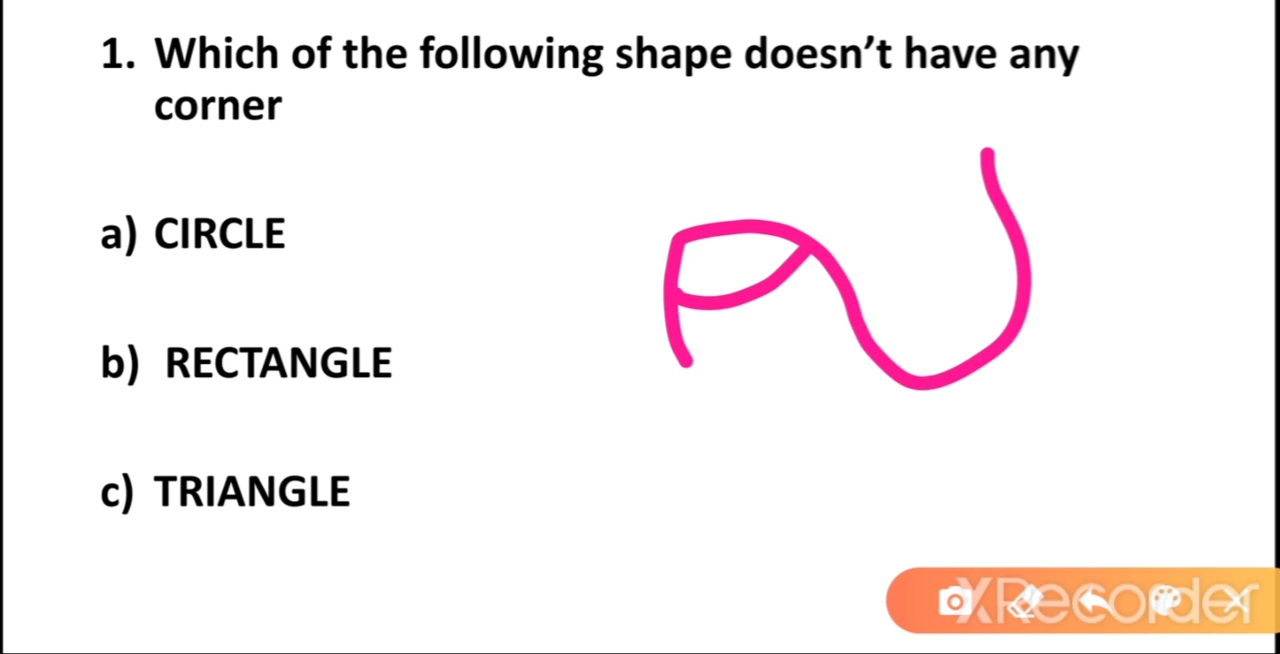 1. Which of the following shape doesn’t have any
corner
a) CIRCLE
b) RECTANGLE
c) TRIANGLE
XRecorder